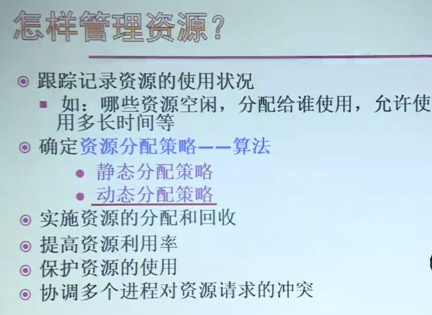 怎样管理资源?
跟踪记录资源的使用状况
如：哪些资源空闲，分配给谁使用，允许使
用多长时间等
确定资源分配策略——算法
静态分配策略
动态分配策略
实施资源的分配和回收
提高资源利用率
保护资源的使用
协调多个进程对资源请求的冲突